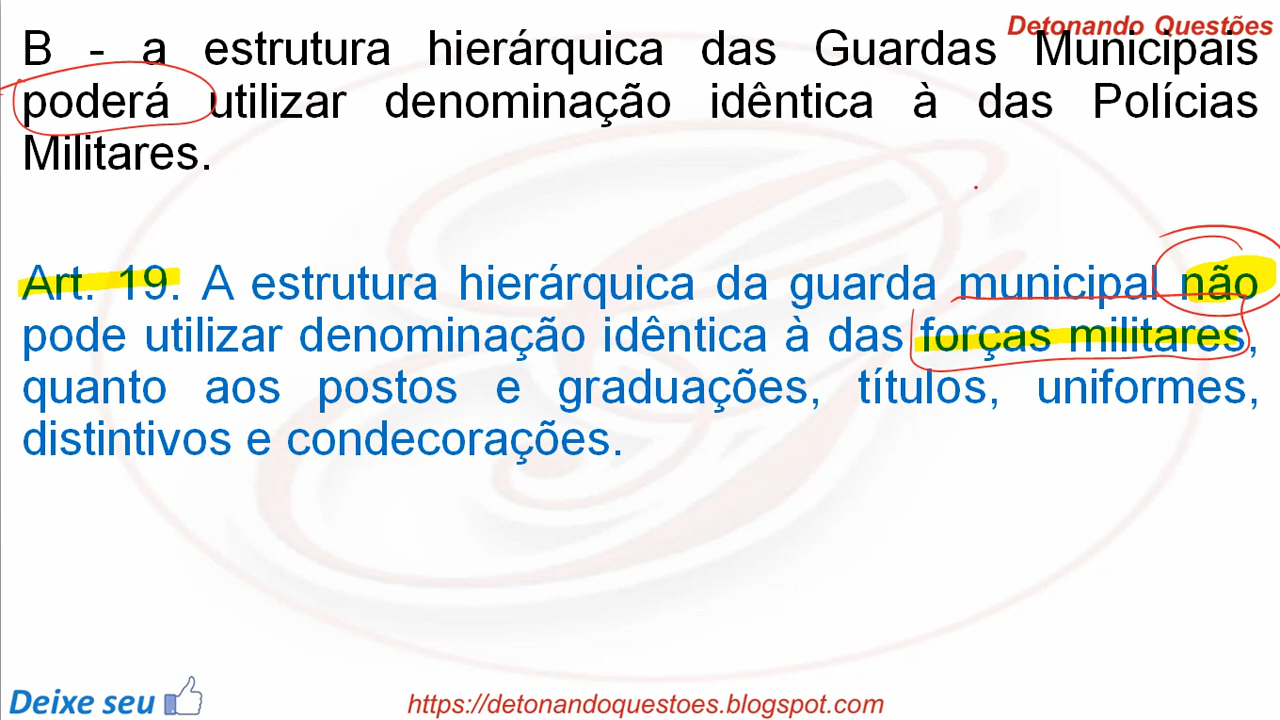 Detonando Questões
B - a estrutura hierárquica das Guardas Municipais
poderá utilizar denominação idêntica à das Polícias
Militares.
Art. 19. A estrutura hierárquica da guarda municipal não
pode utilizar denominação idêntica à das forças militares,
quanto aos postos e graduações, títulos, uniformes,
distintivos e condecorações.
Deixe seu
https://detonandoquestoes.blogspot.com/